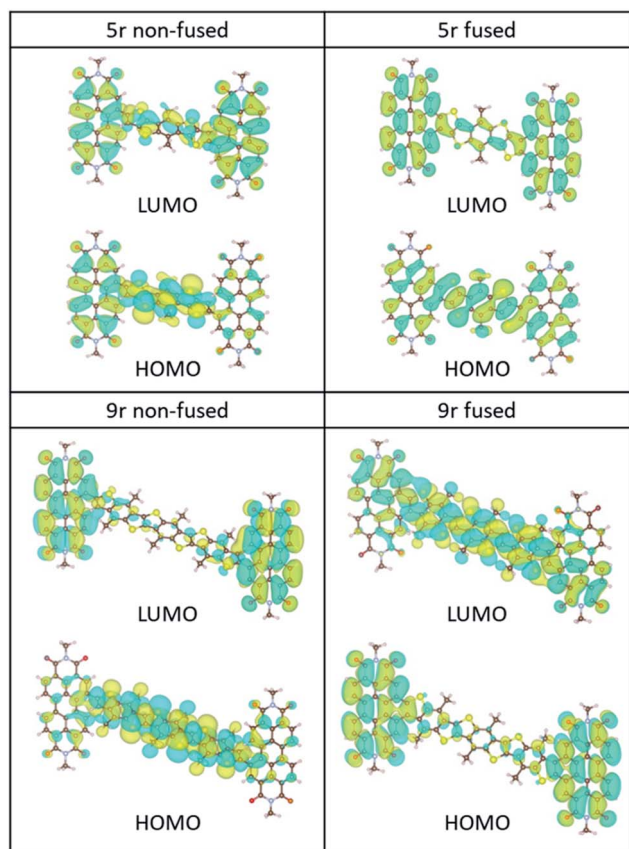 5r non-fused
5r fused
LUMO
LUMO
HOMO
HOMO
9r non-fused
9r fused
LUMO
LUMO
HOMO
HOMO